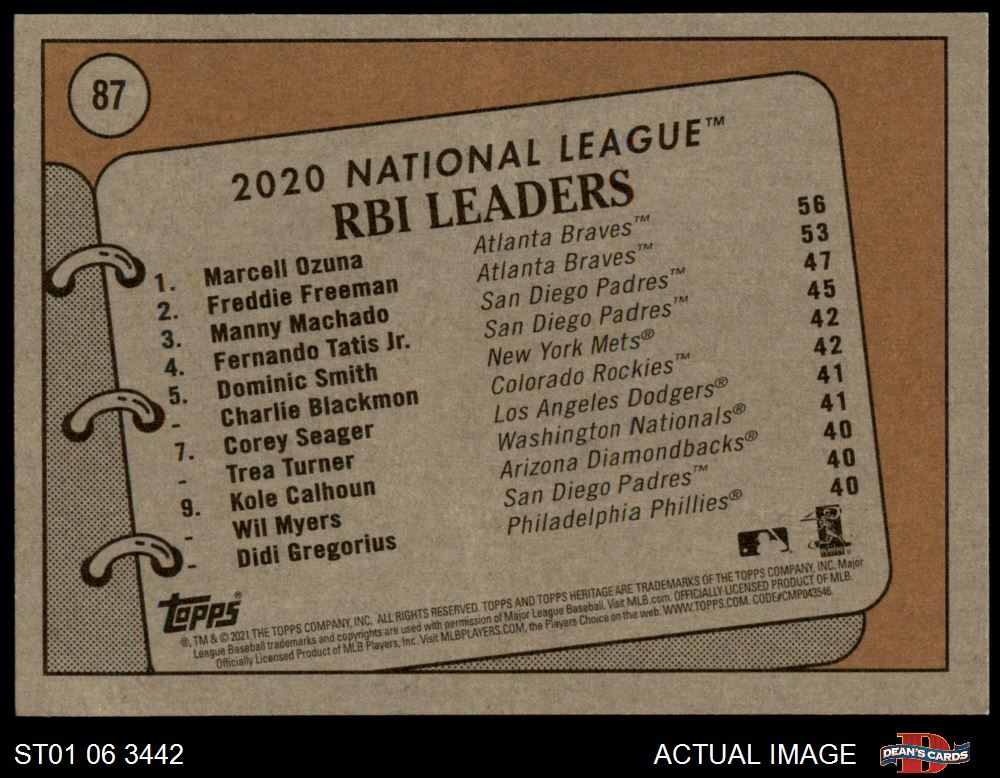 87
2020 NATIONAL LEAGUE™
RBI LEADERS
1. Marcell Ozuna Atlanta Braves™ 56
2. Freddie Freeman Atlanta Braves™ 53
3. Manny Machado San Diego Padres™ 47
4. Fernando Tatis Jr. San Diego Padres™ 45
5. Dominic Smith New York Mets® 42
- Charlie Blackmon Colorado Rockies™ 42
7. Corey Seager Los Angeles Dodgers® 41
- Trea Turner Washington Nationals® 41
9. Kole Calhoun Arizona Diamondbacks® 40
- Wil Myers San Diego Padres™ 40
- Didi Gregorius Philadelphia Phillies® 40
Topps®
®, TM & © 2021 THE TOPPS COMPANY, INC. ALL RIGHTS RESERVED. TOPPS AND TOPPS HERITAGE ARE TRADEMARKS OF THE TOPPS COMPANY, INC. Major
League Baseball trademarks and copyrights are used with permission of Major League Baseball. Visit MLB.com. OFFICIALLY LICENSED PRODUCT OF MLB.
Officially Licensed Product of MLB Players, Inc. Visit MLBPLAYERS.COM, the Players Choice on the web. WWW.TOPPS.COM. CODE#CMP043546.
ST01 06 3442
ACTUAL IMAGE
DEAN'S CARDS